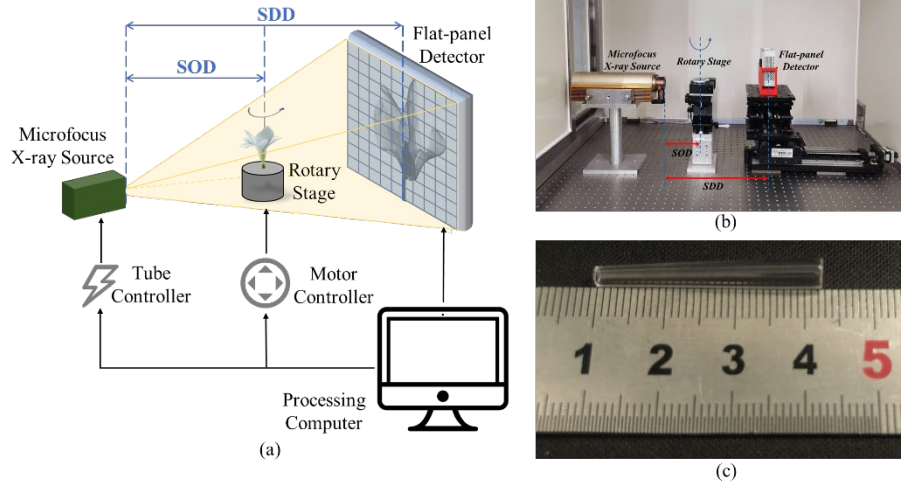 SDD
SOD
Flat-panel
Detector
Microfocus
X-ray Source
Rotary
Stage
Tube
Controller
Motor
Controller
Processing
Computer
(a)
Microfocus
X-ray Source
Rotary Stage
Flat-panel
Detector
SOD
SDD
(b)
1 2 3 4 5
(c)